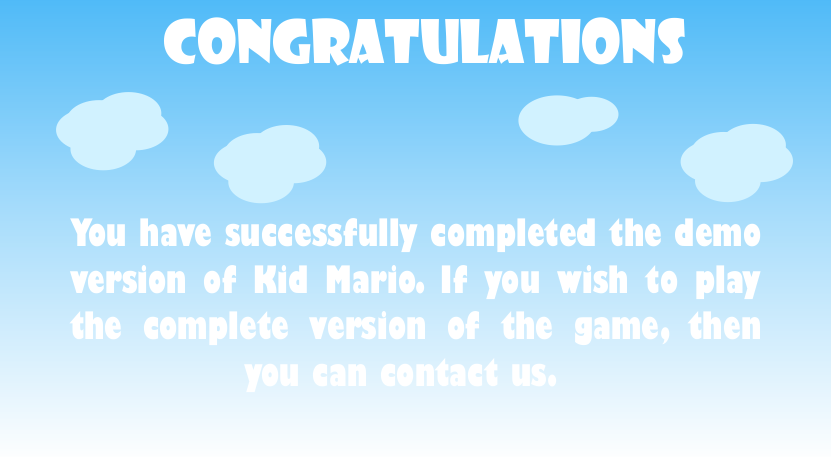 CONGRATULATIONS
You have successfully completed the demo
version of Kid Mario. If you wish to play
the complete version of the game, then
you can contact us.